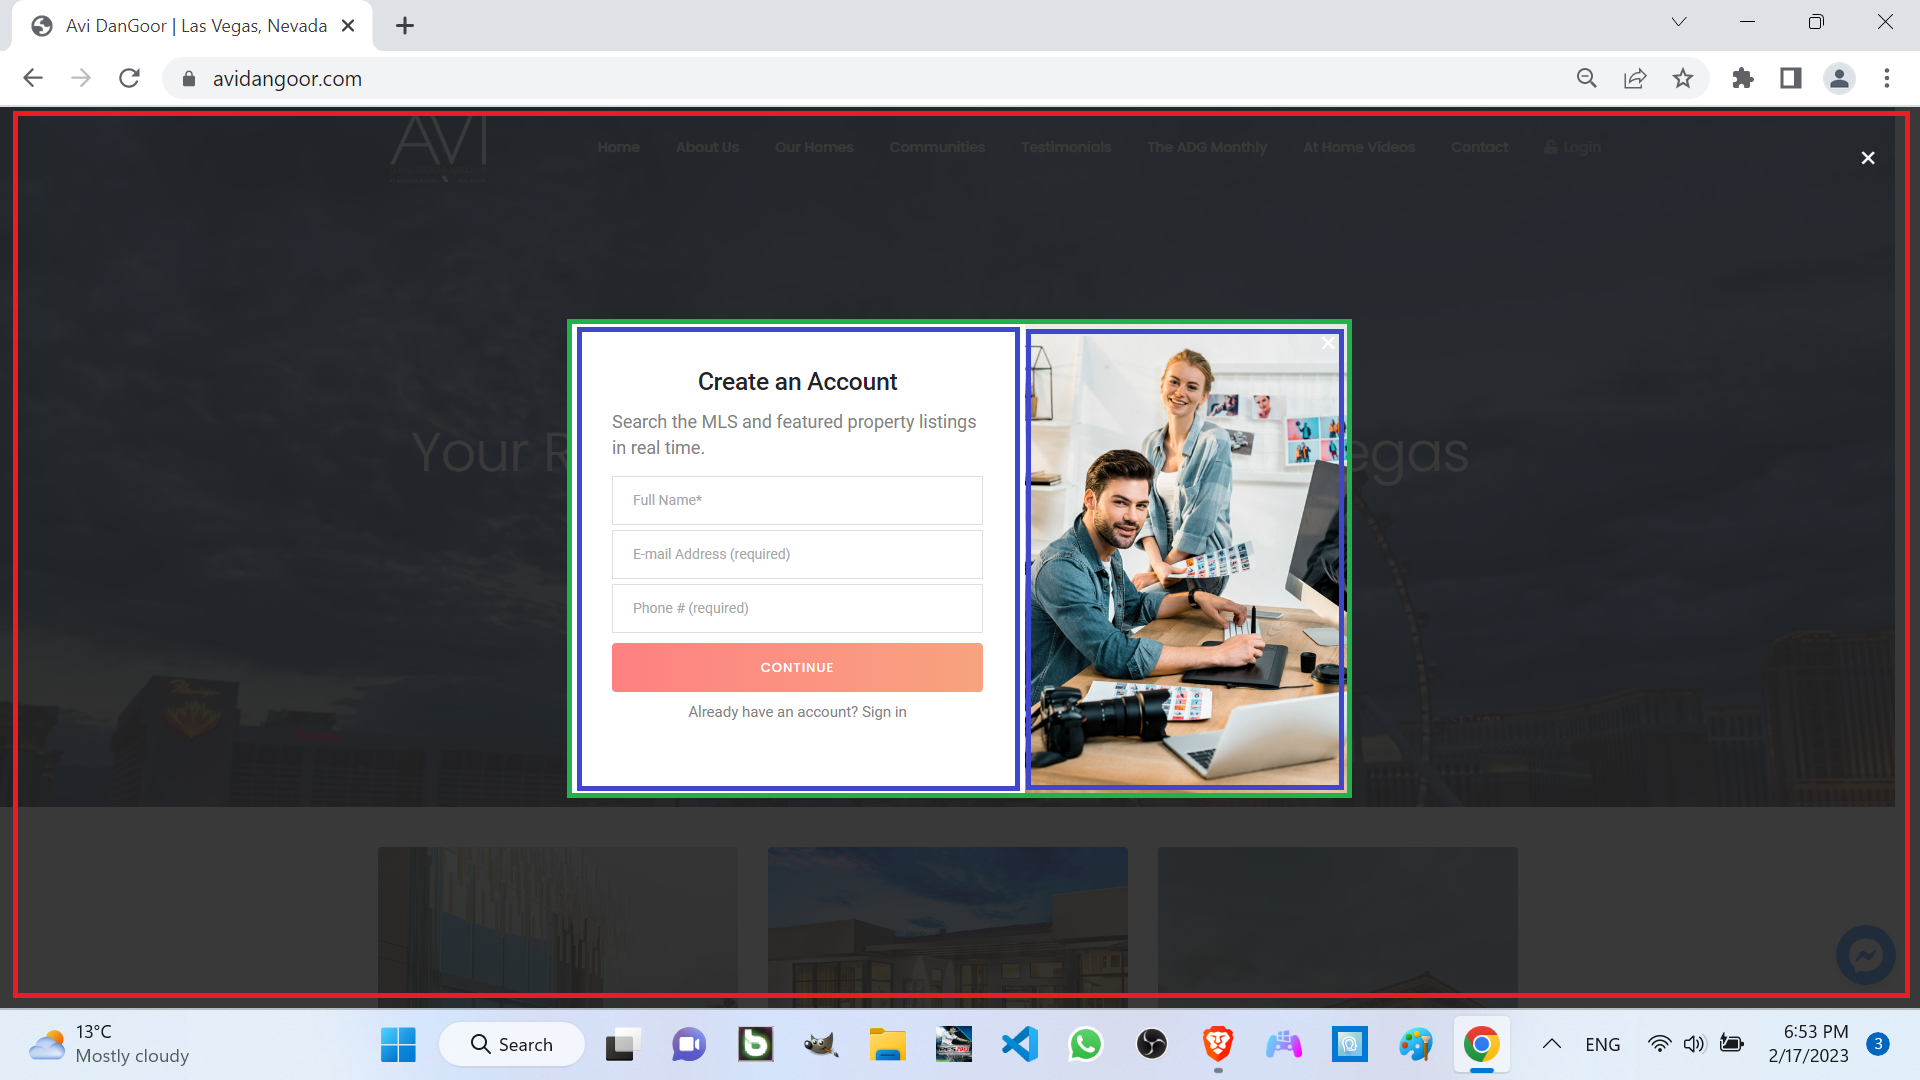 Avi DanGoor | Las Vegas, Nevada
avidangoor.com
AVI
Home About Us Our Homes Communities Testimonials The ADG Monthly At Home Videos Contact Login
Your R
egas
Create an Account
Search the MLS and featured property listings
in real time.
Full Name*
E-mail Address (required)
Phone # (required)
CONTINUE
Already have an account? Sign in
13°C
Mostly cloudy
Search
ENG
6:53 PM
2/17/2023
3